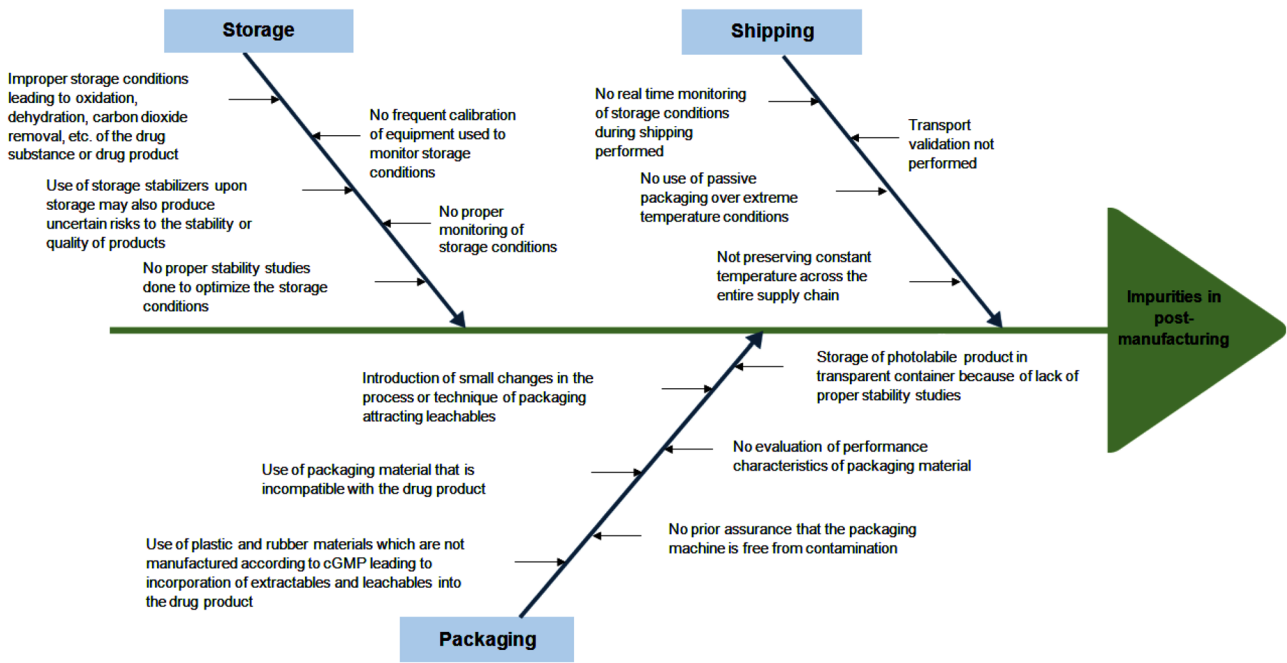 Storage
Shipping
Improper storage conditions
leading to oxidation,
dehydration, carbon dioxide
removal, etc. of the drug
substance or drug product
No frequent calibration
of equipment used to
monitor storage
conditions
Use of storage stabilizers upon
storage may also produce
uncertain risks to the stability or
quality of products
No proper
monitoring of
storage conditions
No proper stability studies
done to optimize the storage
conditions
No real time monitoring
of storage conditions
during shipping
performed
Transport
validation not
performed
No use of passive
packaging over extreme
temperature conditions
Not preserving constant
temperature across the
entire supply chain
Impurities in
post-
manufacturing
Introduction of small changes in the
process or technique of packaging
attracting leachables
Storage of photolabile product in
transparent container because of lack of
proper stability studies
Use of packaging material that is
incompatible with the drug product
No evaluation of performance
characteristics of packaging material
Use of plastic and rubber materials which are not
manufactured according to cGMP leading to
incorporation of extractables and leachables into
the drug product
No prior assurance that the packaging
machine is free from contamination
Packaging